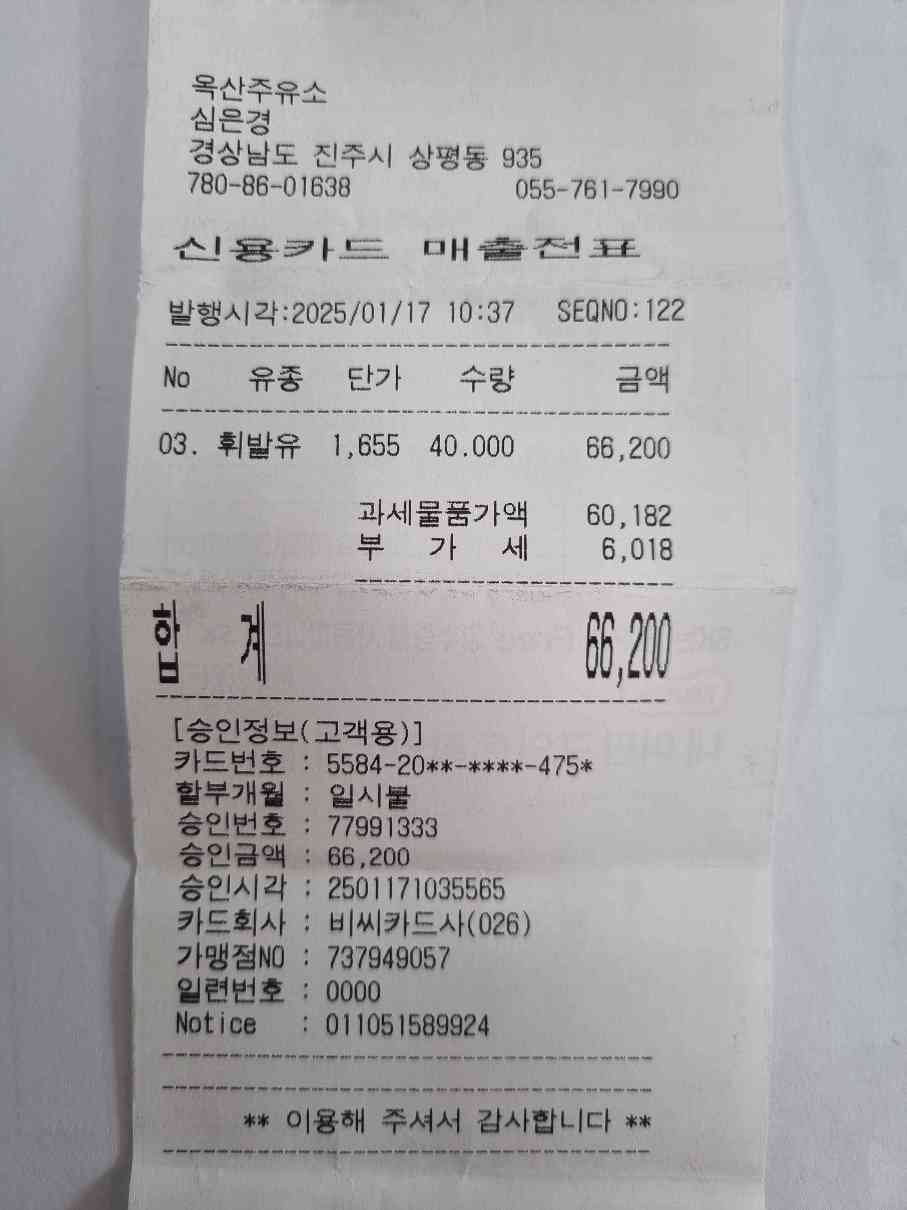 옥산주유소
심은경
경상남도 진주시 상평동 935
780-86-01638 055-761-7990
신용카드 매출전표
발행시각:2025/01/17 10:37 SEQNO:122
No 유종 단가 수량 금액
03. 휘발유 1,655 40.000 66,200
과세물품가액 60,182
부 가 세 6,018
합 계 66,200
[승인정보(고객용)]
카드번호 : 5584-20**-****-475*
할부개월 : 일시불
승인번호 : 77991333
승인금액 : 66,200
승인시각 : 2501171035565
카드회사 : 비씨카드사(026)
가맹점NO : 737949057
일련번호 : 0000
Notice : 011051589924
** 이용해 주셔서 감사합니다 **